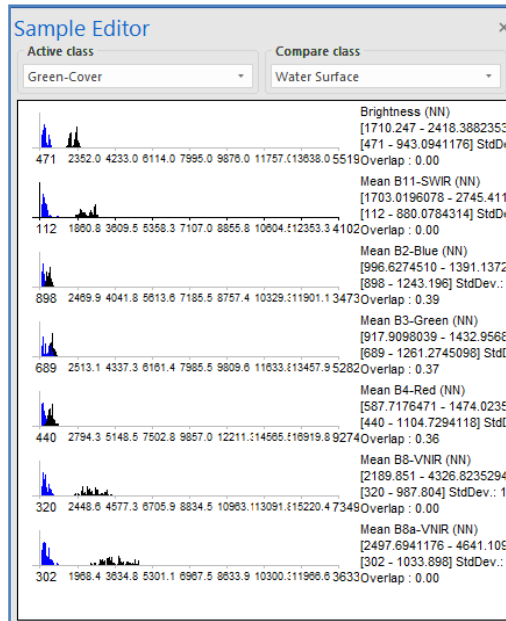 Sample Editor
Active class
Compare class
Green-Cover
Water Surface
Brightness (NN)
[1710.247 - 2418.3882353
[471 - 943.0941176] StdDe
471 2352.0 4233.0 6114.0 7995.0 9876.0 11757.0 13638.0 5519 Overlap : 0.00
Mean B11-SWIR (NN)
[1703.0196078 - 2745.411
[112 - 880.0784314] StdDe
112 1860.8 3609.5 5358.3 7107.0 8855.8 10604.5 12353.3 4102 Overlap : 0.00
Mean B2-Blue (NN)
[996.6274510 - 1391.1372
[898 - 1243.196] StdDev.:
898 2469.9 4041.8 5613.6 7185.5 8757.4 10329.3 11901.1 3473 Overlap : 0.39
Mean B3-Green (NN)
[917.9098039 - 1432.9568
[689 - 1261.2745098] StdD
689 2513.1 4337.3 6161.4 7985.5 9809.6 11633.8 13457.9 5282 Overlap : 0.37
Mean B4-Red (NN)
[587.7176471 - 1474.0235
[440 - 1104.7294118] StdD
440 2794.3 5148.5 7502.8 9857.0 12211.3 14565.5 16919.8 9274 Overlap : 0.36
Mean B8-VNIR (NN)
[2189.851 - 4326.8235294
[320 - 987.804] StdDev.: 1
320 2448.6 4577.3 6705.9 8834.5 10963.1 13091.8 15220.4 7349 Overlap : 0.00
Mean B8a-VNIR (NN)
[2497.6941176 - 4641.109
[302 - 1033.898] StdDev.:
302 1968.4 3634.8 5301.1 6967.5 8633.9 10300.3 11966.6 3633 Overlap : 0.00